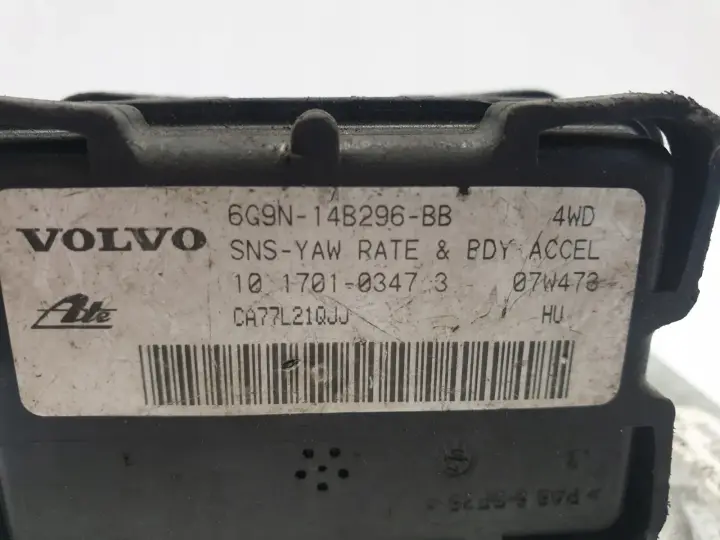 VOLVO
6G9N-14B296-BB 4WD
SNS-YAW RATE & BDY ACCEL
10 1701-0347 3 07W473
Ate
CA77L21QJJ HU